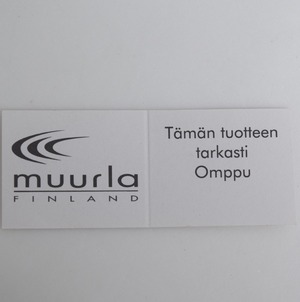 muurla
FINLAND
Tämän tuotteen
tarkasti
Omppu